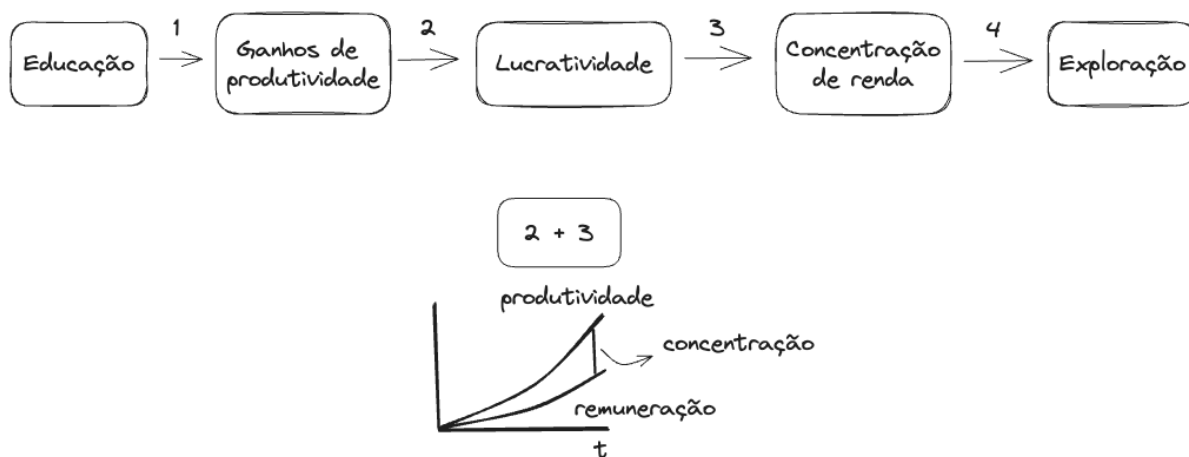 1
2
3
4
Educação
Ganhos de
produtividade
Lucratividade
Concentração
de renda
Exploração
2 + 3
produtividade
concentração
remuneração
t